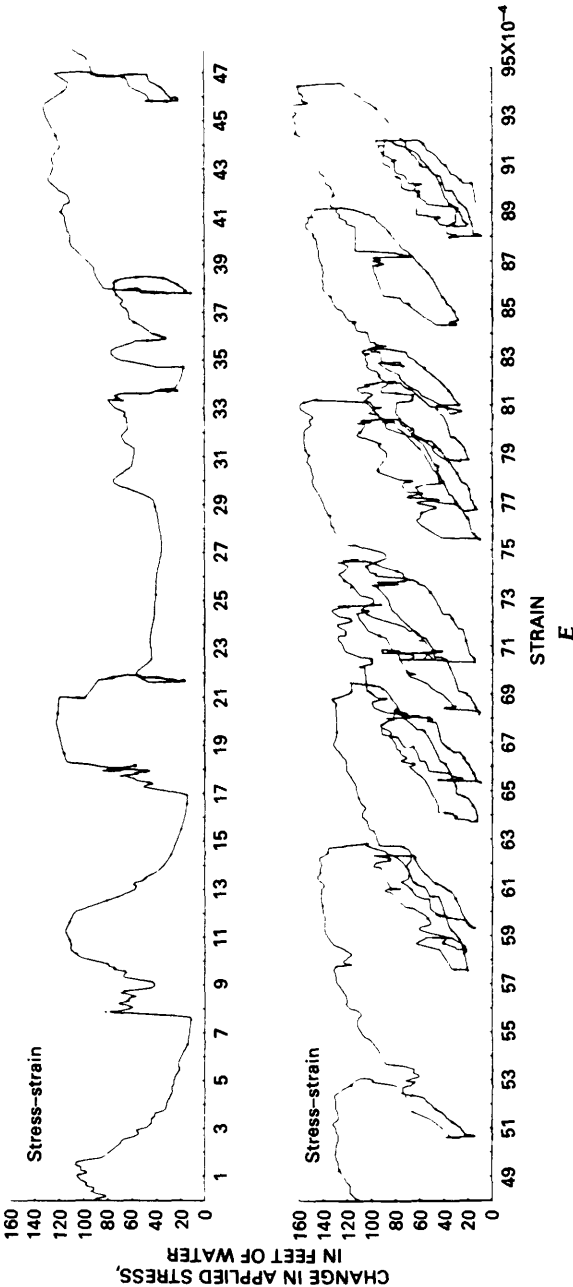 Stress–strain
160
140
120
100
80
60
40
20
0
1 3 5 7 9 11 13 15 17 19 21 22 23 25 27 29 31 33 35 37 39 41 43 45 47
Stress–strain
160
140
120
100
80
60
40
20
0
49 51 53 55 57 59 61 63 65 67 69 71 73 75 77 79 81 83 85 87 89 91 93 95X10⁻⁴
CHANGE IN APPLIED STRESS,
IN FEET OF WATER
STRAIN
E